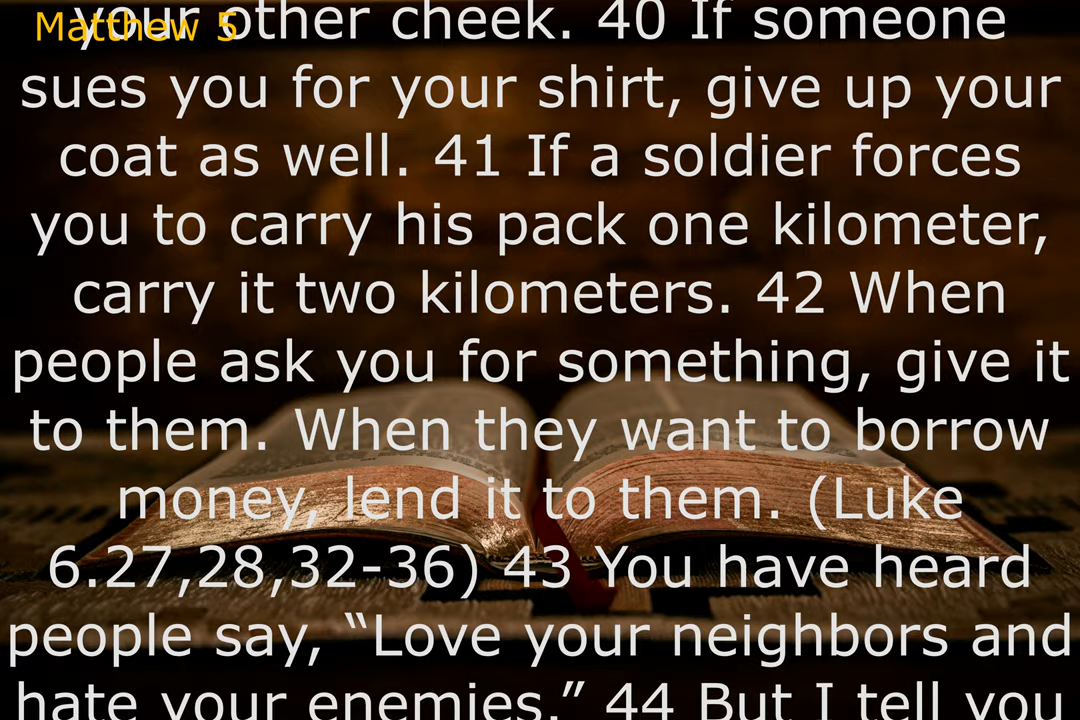 Matthew 5
your other cheek. 40 If someone
sues you for your shirt, give up your
coat as well. 41 If a soldier forces
you to carry his pack one kilometer,
carry it two kilometers. 42 When
people ask you for something, give it
to them. When they want to borrow
money, lend it to them. (Luke
6.27,28,32-36) 43 You have heard
people say, “Love your neighbors and
hate your enemies.” 44 But I tell you